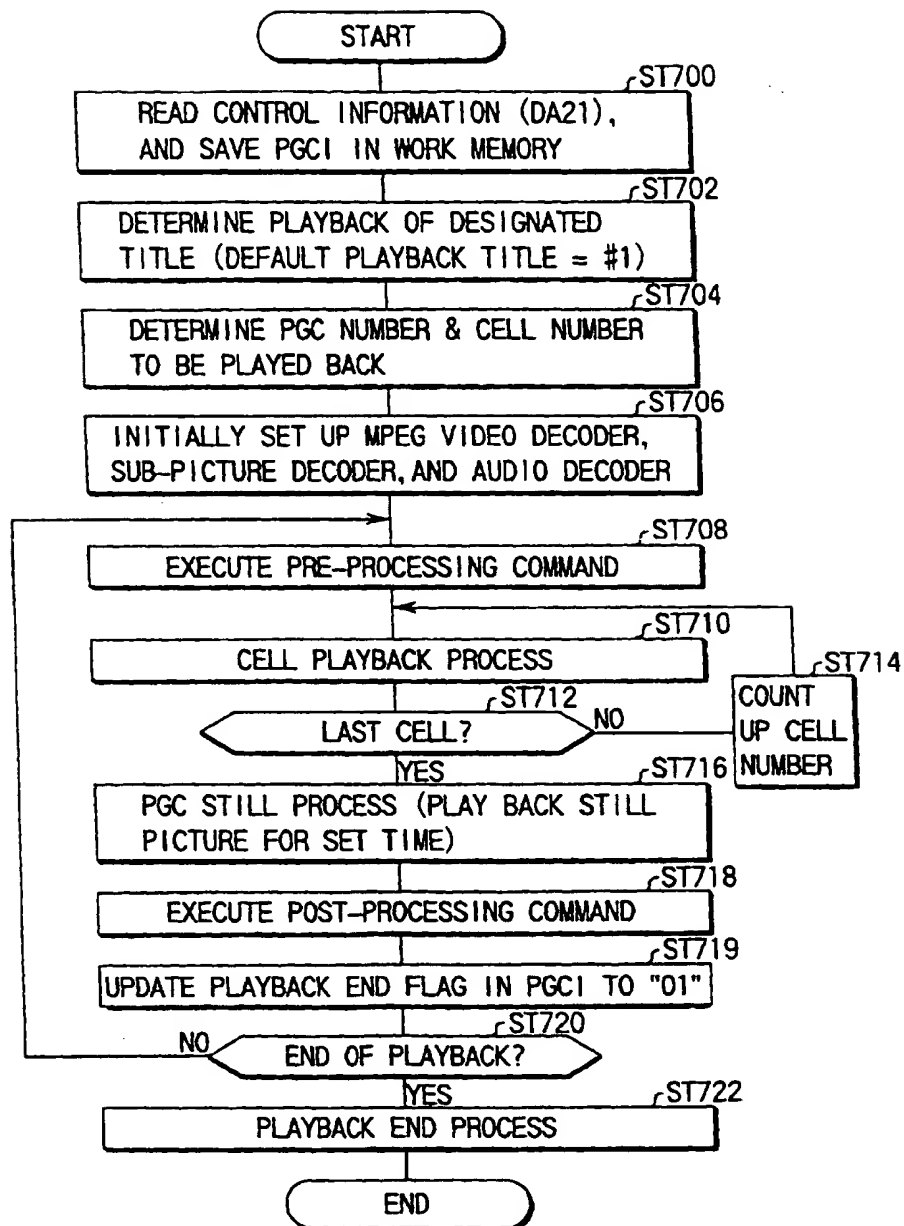 START
ST700
READ CONTROL INFORMATION (DA21),
AND SAVE PGCI IN WORK MEMORY
ST702
DETERMINE PLAYBACK OF DESIGNATED
TITLE (DEFAULT PLAYBACK TITLE = #1)
ST704
DETERMINE PGC NUMBER & CELL NUMBER
TO BE PLAYED BACK
ST706
INITIALLY SET UP MPEG VIDEO DECODER,
SUB-PICTURE DECODER, AND AUDIO DECODER
ST708
EXECUTE PRE-PROCESSING COMMAND
ST710
CELL PLAYBACK PROCESS
ST712
LAST CELL?
NO
ST714
COUNT
UP CELL
NUMBER
YES
ST716
PGC STILL PROCESS (PLAY BACK STILL
PICTURE FOR SET TIME)
ST718
EXECUTE POST-PROCESSING COMMAND
ST719
UPDATE PLAYBACK END FLAG IN PGCI TO "01"
ST720
NO
END OF PLAYBACK?
YES
ST722
PLAYBACK END PROCESS
END